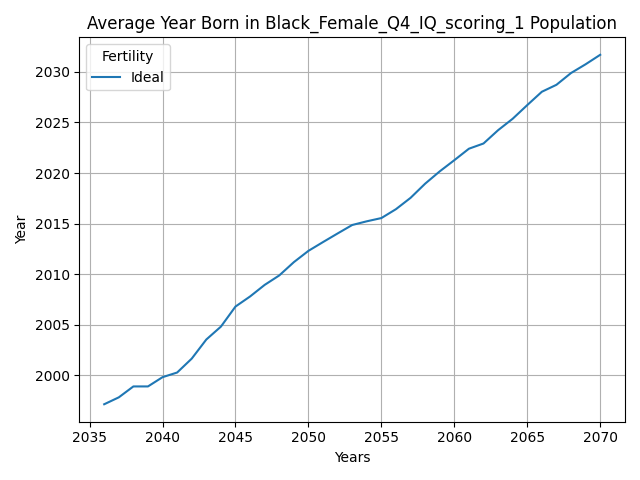 Average Year Born in Black_Female_Q4_IQ_scoring_1 Population
Fertility
Ideal
Year
2030
2025
2020
2015
2010
2005
2000
2035 2040 2045 2050 2055 2060 2065 2070
Years